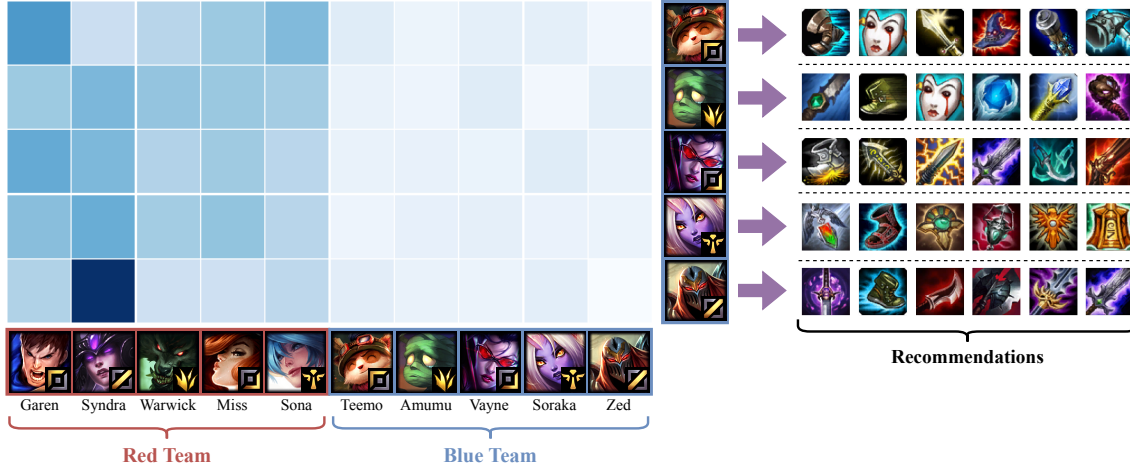 Recommendations
Garen Syndra Warwick Miss Sona Teemo Amumu Vayne Soraka Zed
Red Team Blue Team